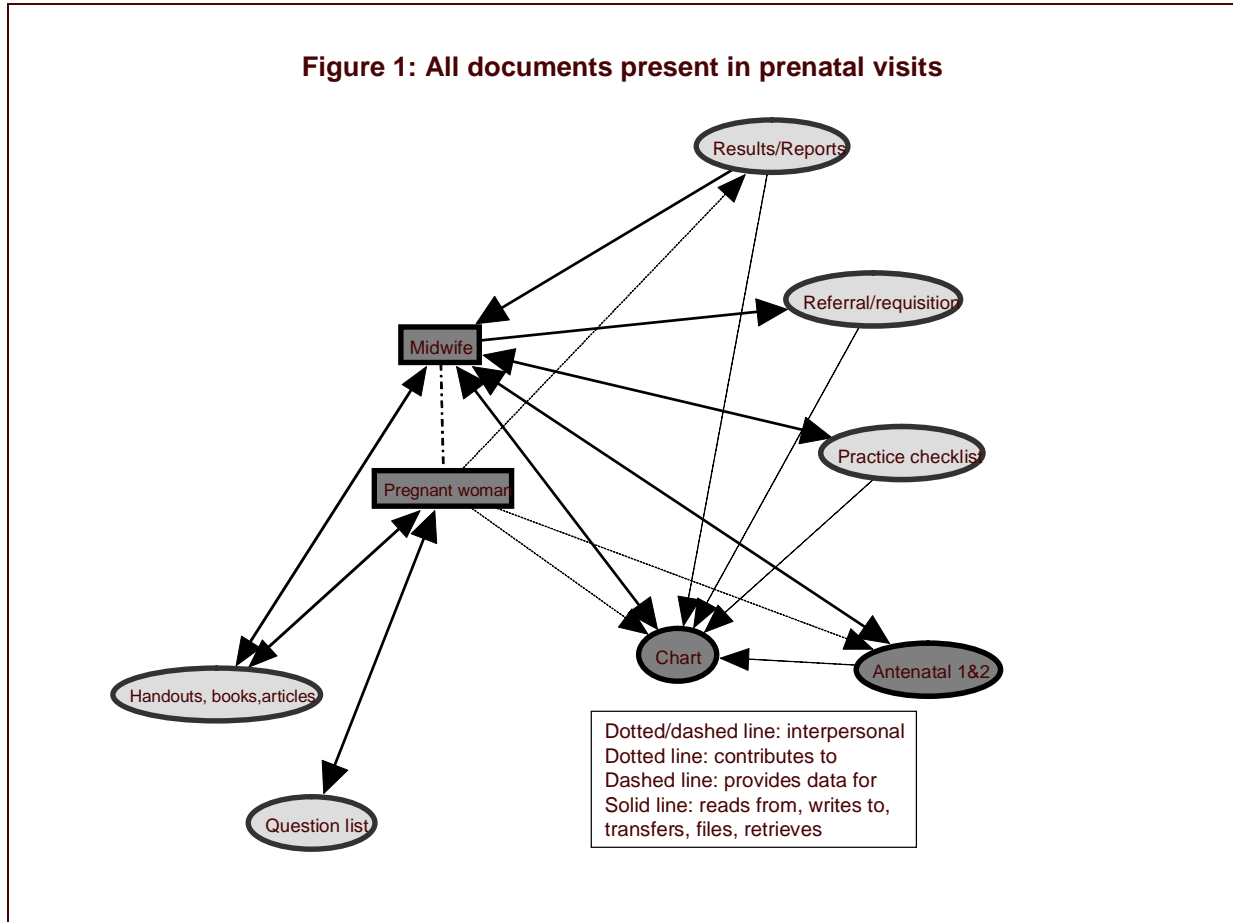 Figure 1: All documents present in prenatal visits
Results/Reports
Referral/requisition
Midwife
Practice checklist
Pregnant woman
Chart
Antenatal 1&2
Handouts, books,articles
Dotted/dashed line: interpersonal
Dotted line: contributes to
Dashed line: provides data for
Solid line: reads from, writes to,
transfers, files, retrieves
Question list